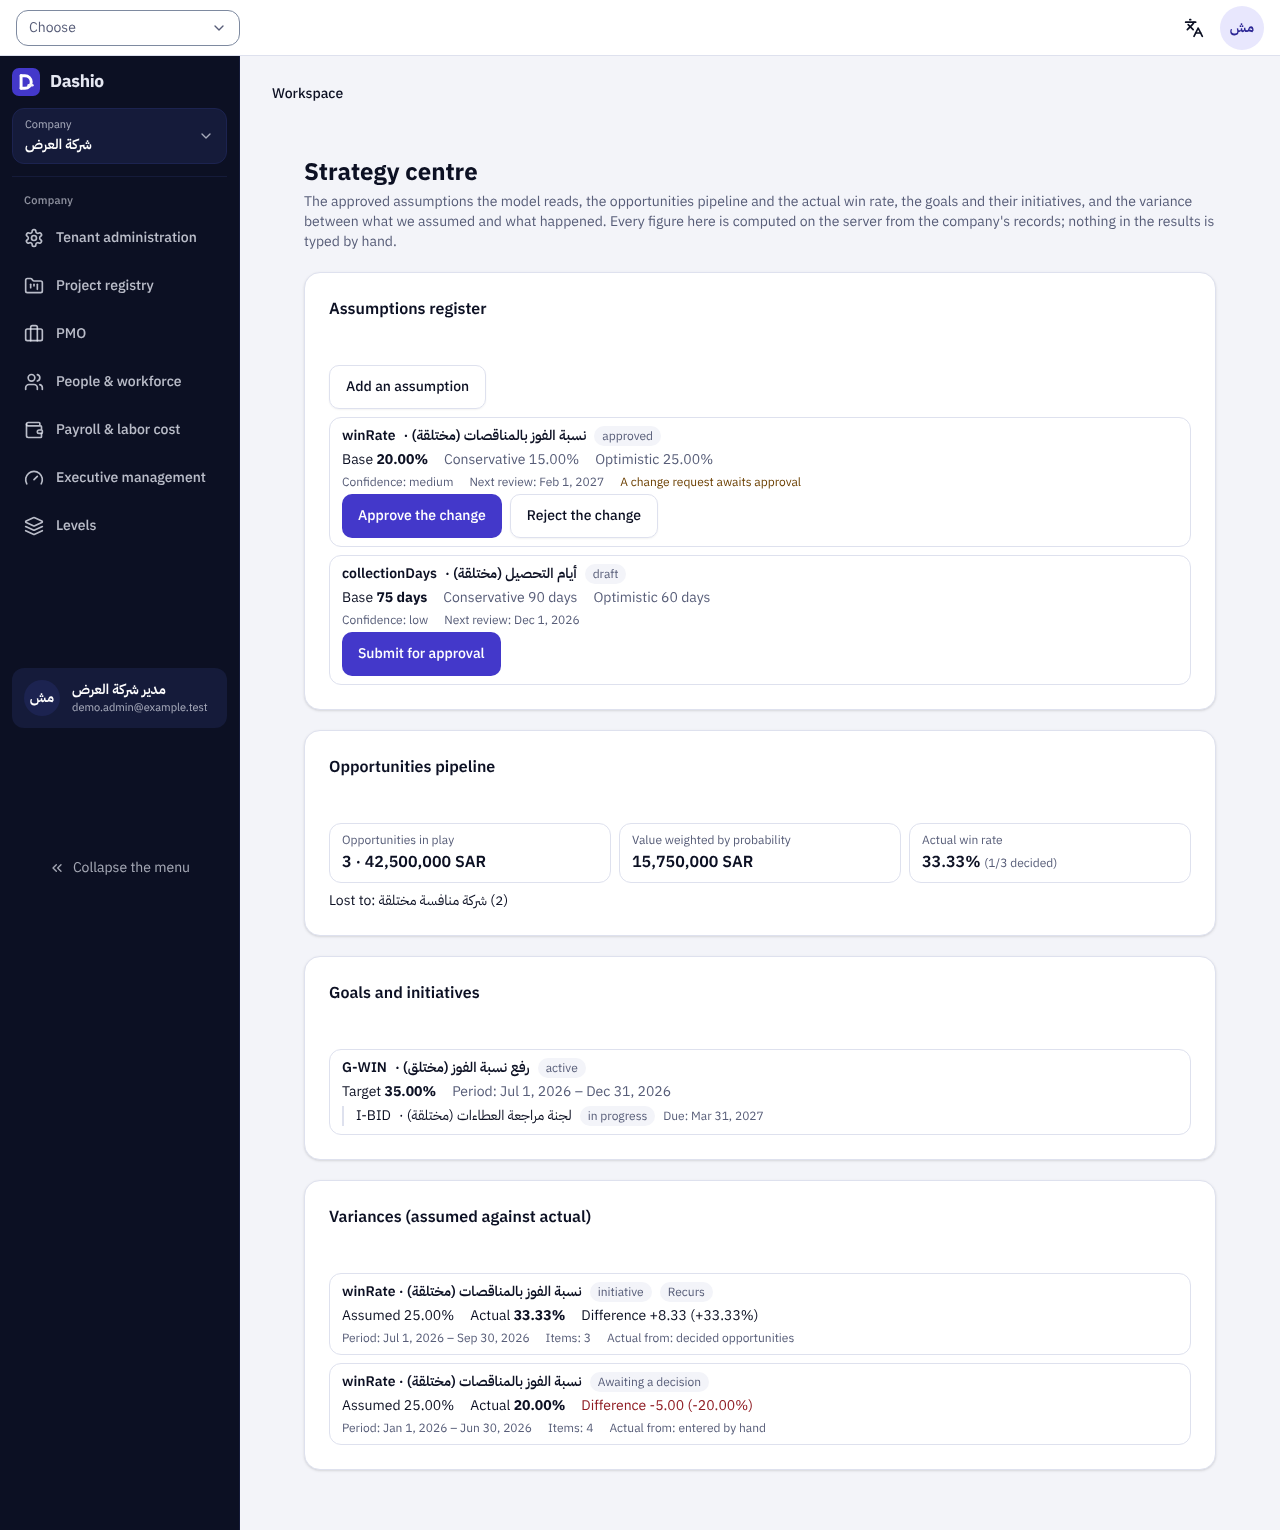 Choose
مش
Dashio
Company
شركة العرض
Company
Tenant administration
Project registry
PMO
People & workforce
Payroll & labor cost
Executive management
Levels
مش
مدير شركة العرض
demo.admin@example.test
Collapse the menu
Workspace
Strategy centre
The approved assumptions the model reads, the opportunities pipeline and the actual win rate, the goals and their initiatives, and the variance
between what we assumed and what happened. Every figure here is computed on the server from the company's records; nothing in the results is
typed by hand.
Assumptions register
Add an assumption
winRate · نسبة الفوز بالمناقصات (مختلقة) approved
Base 20.00% Conservative 15.00% Optimistic 25.00%
Confidence: medium Next review: Feb 1, 2027 A change request awaits approval
Approve the change Reject the change
collectionDays · أيام التحصيل (مختلقة) draft
Base 75 days Conservative 90 days Optimistic 60 days
Confidence: low Next review: Dec 1, 2026
Submit for approval
Opportunities pipeline
Opportunities in play
3 · 42,500,000 SAR
Value weighted by probability
15,750,000 SAR
Actual win rate
33.33% (1/3 decided)
Lost to: شركة منافسة مختلقة (2)
Goals and initiatives
G-WIN · رفع نسبة الفوز (مختلق) active
Target 35.00% Period: Jul 1, 2026 – Dec 31, 2026
I-BID · لجنة مراجعة العطاءات (مختلقة) in progress Due: Mar 31, 2027
Variances (assumed against actual)
winRate · نسبة الفوز بالمناقصات (مختلقة) initiative Recurs
Assumed 25.00% Actual 33.33% Difference +8.33 (+33.33%)
Period: Jul 1, 2026 – Sep 30, 2026 Items: 3 Actual from: decided opportunities
winRate · نسبة الفوز بالمناقصات (مختلقة) Awaiting a decision
Assumed 25.00% Actual 20.00% Difference -5.00 (-20.00%)
Period: Jan 1, 2026 – Jun 30, 2026 Items: 4 Actual from: entered by hand